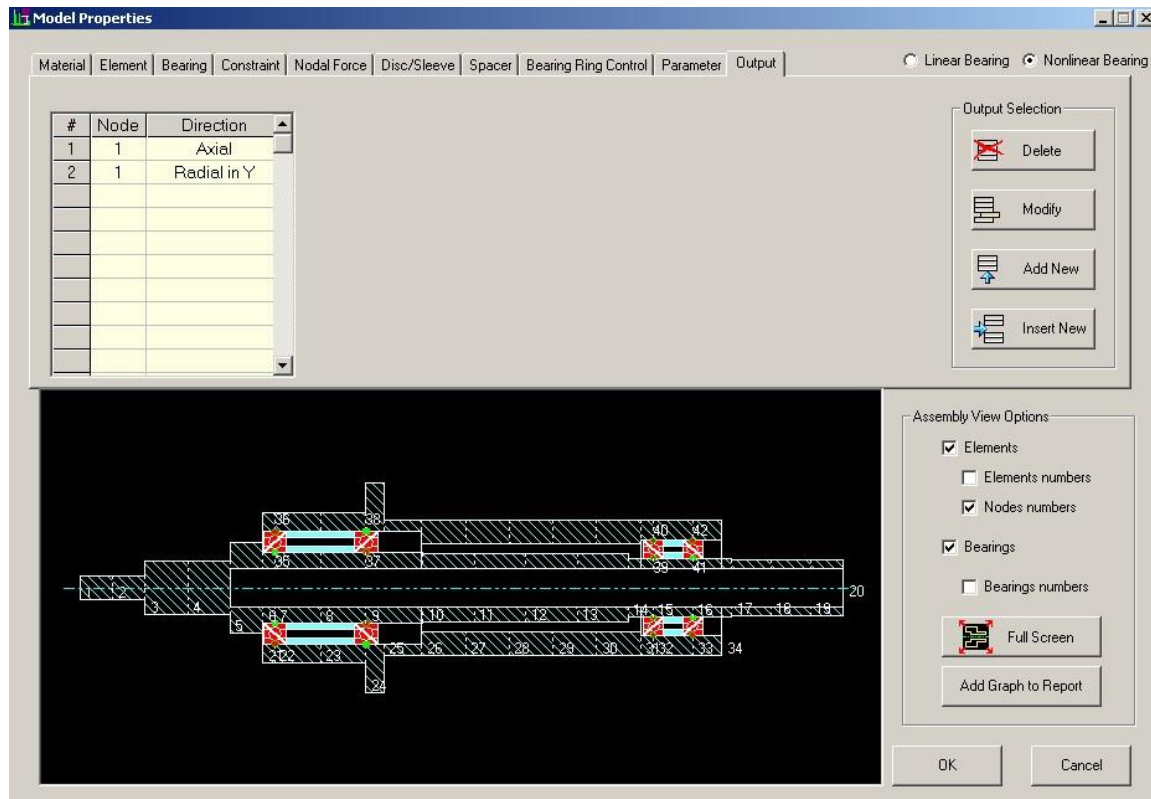 Model Properties
Material Element Bearing Constraint Nodal Force Disc/Sleeve Spacer Bearing Ring Control Parameter Output
Linear Bearing Nonlinear Bearing
# Node Direction
1 1 Axial
2 1 Radial in Y
Output Selection
Delete
Modify
Add New
Insert New
Assembly View Options
Elements
Elements numbers
Nodes numbers
Bearings
Bearings numbers
Full Screen
Add Graph to Report
OK Cancel
36 38 40 42
35 37 39 41
1 2 20
3 4
5 6 7 8 9 10 11 12 13 14 15 16 17 18 19
21 22 23 25 26 27 28 29 30 31 32 33 34
24